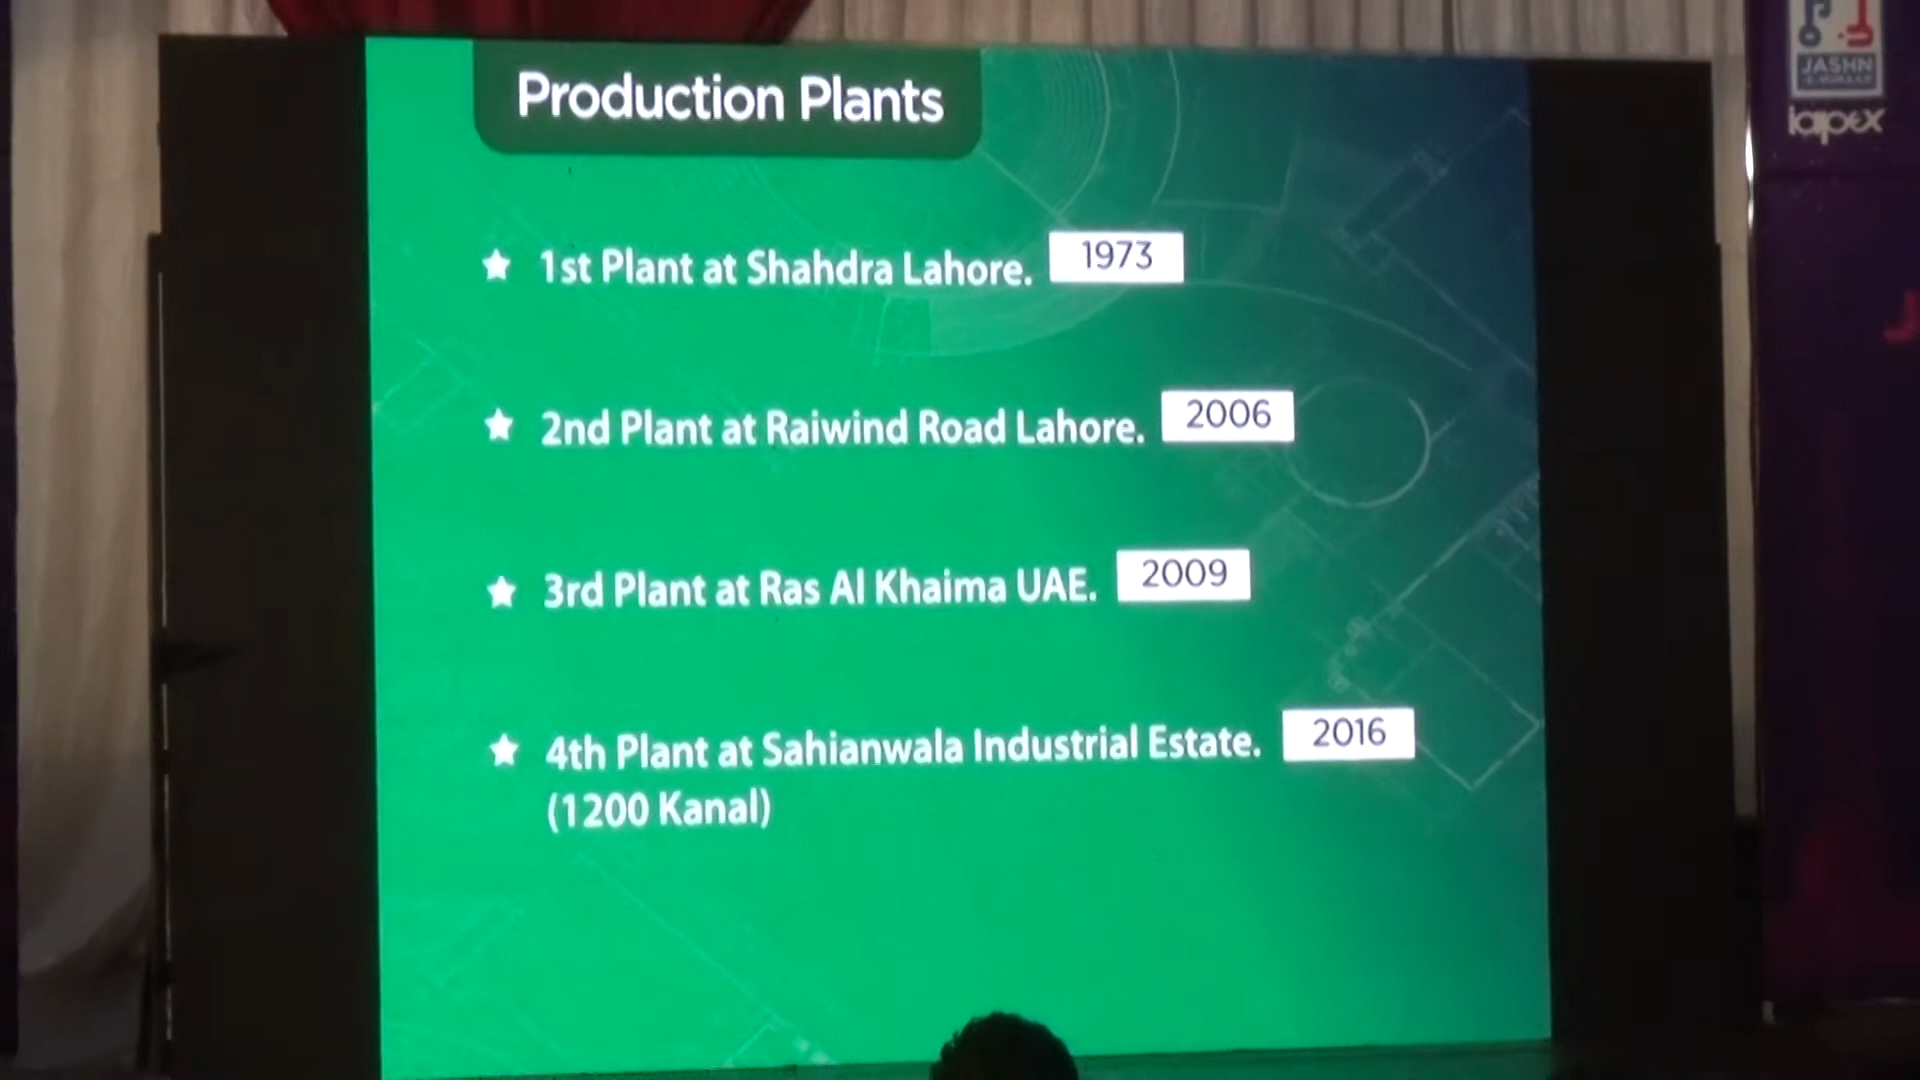 Production Plants
★ 1st Plant at Shahdra Lahore. 1973
★ 2nd Plant at Raiwind Road Lahore. 2006
★ 3rd Plant at Ras Al Khaima UAE. 2009
★ 4th Plant at Sahianwala Industrial Estate. 2016
(1200 Kanal)
JASHN
iapex
J